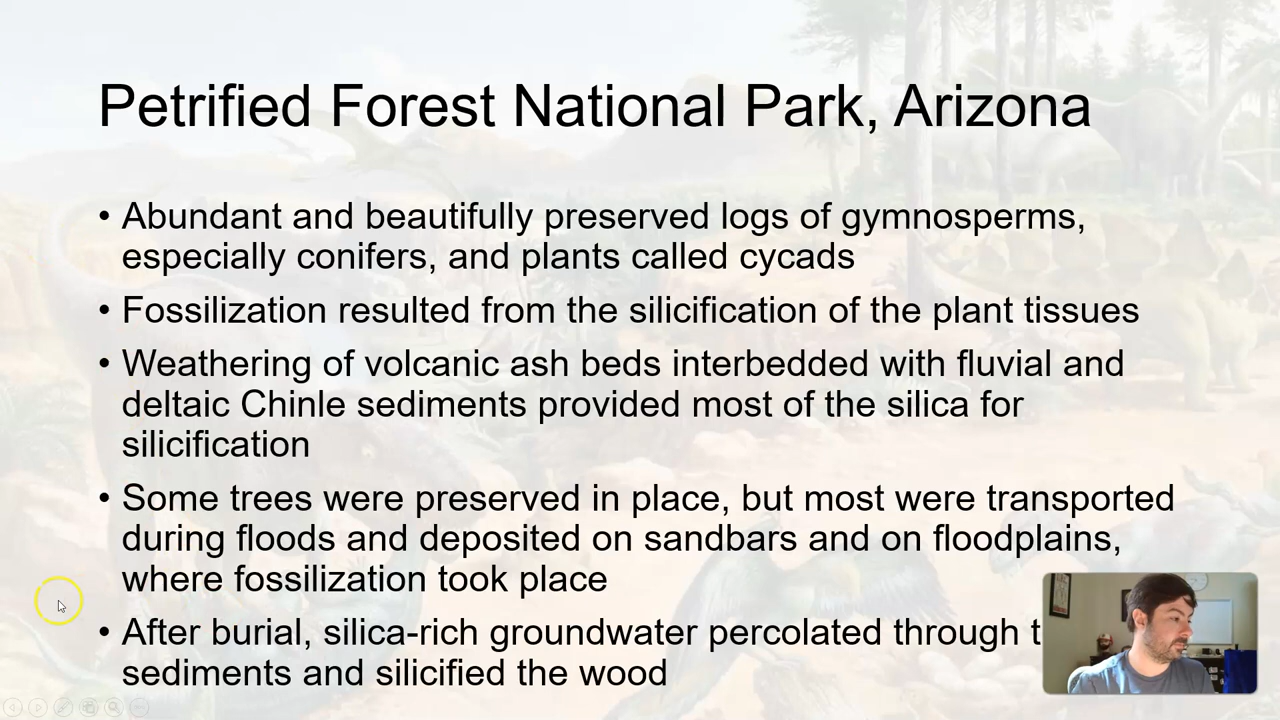 Petrified Forest National Park, Arizona
• Abundant and beautifully preserved logs of gymnosperms,
especially conifers, and plants called cycads
• Fossilization resulted from the silicification of the plant tissues
• Weathering of volcanic ash beds interbedded with fluvial and
deltaic Chinle sediments provided most of the silica for
silicification
• Some trees were preserved in place, but most were transported
during floods and deposited on sandbars and on floodplains,
where fossilization took place
• After burial, silica-rich groundwater percolated through
sediments and silicified the wood